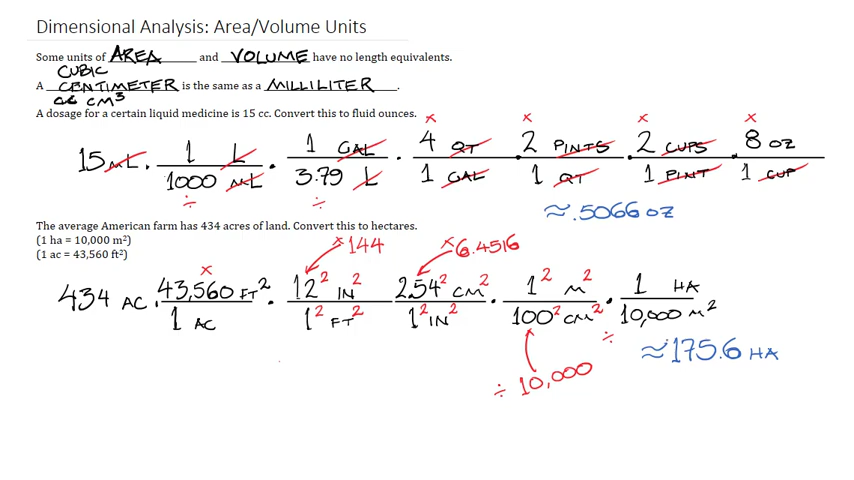 Dimensional Analysis: Area/Volume Units
Some units of AREA and VOLUME have no length equivalents.
CUBIC
A CENTIMETER is the same as a MILLILITER.
cc cm³
A dosage for a certain liquid medicine is 15 cc. Convert this to fluid ounces.
× × × ×
15 mL · 1 L / 1000 mL · 1 GAL / 3.79 L · 4 QT / 1 GAL · 2 PINTS / 1 QT · 2 CUPS / 1 PINT · 8 OZ / 1 CUP
÷ ÷
≈ .5066 OZ
The average American farm has 434 acres of land. Convert this to hectares.
(1 ha = 10,000 m²)
(1 ac = 43,560 ft²)
× ×144 ×6.4516
434 AC · 43,560 FT² / 1 AC · 12² IN² / 1² FT² · 2.54² CM² / 1² IN² · 1² M² / 100² CM² · 1 HA / 10,000 M²
÷
≈ 175.6 HA
÷ 10,000